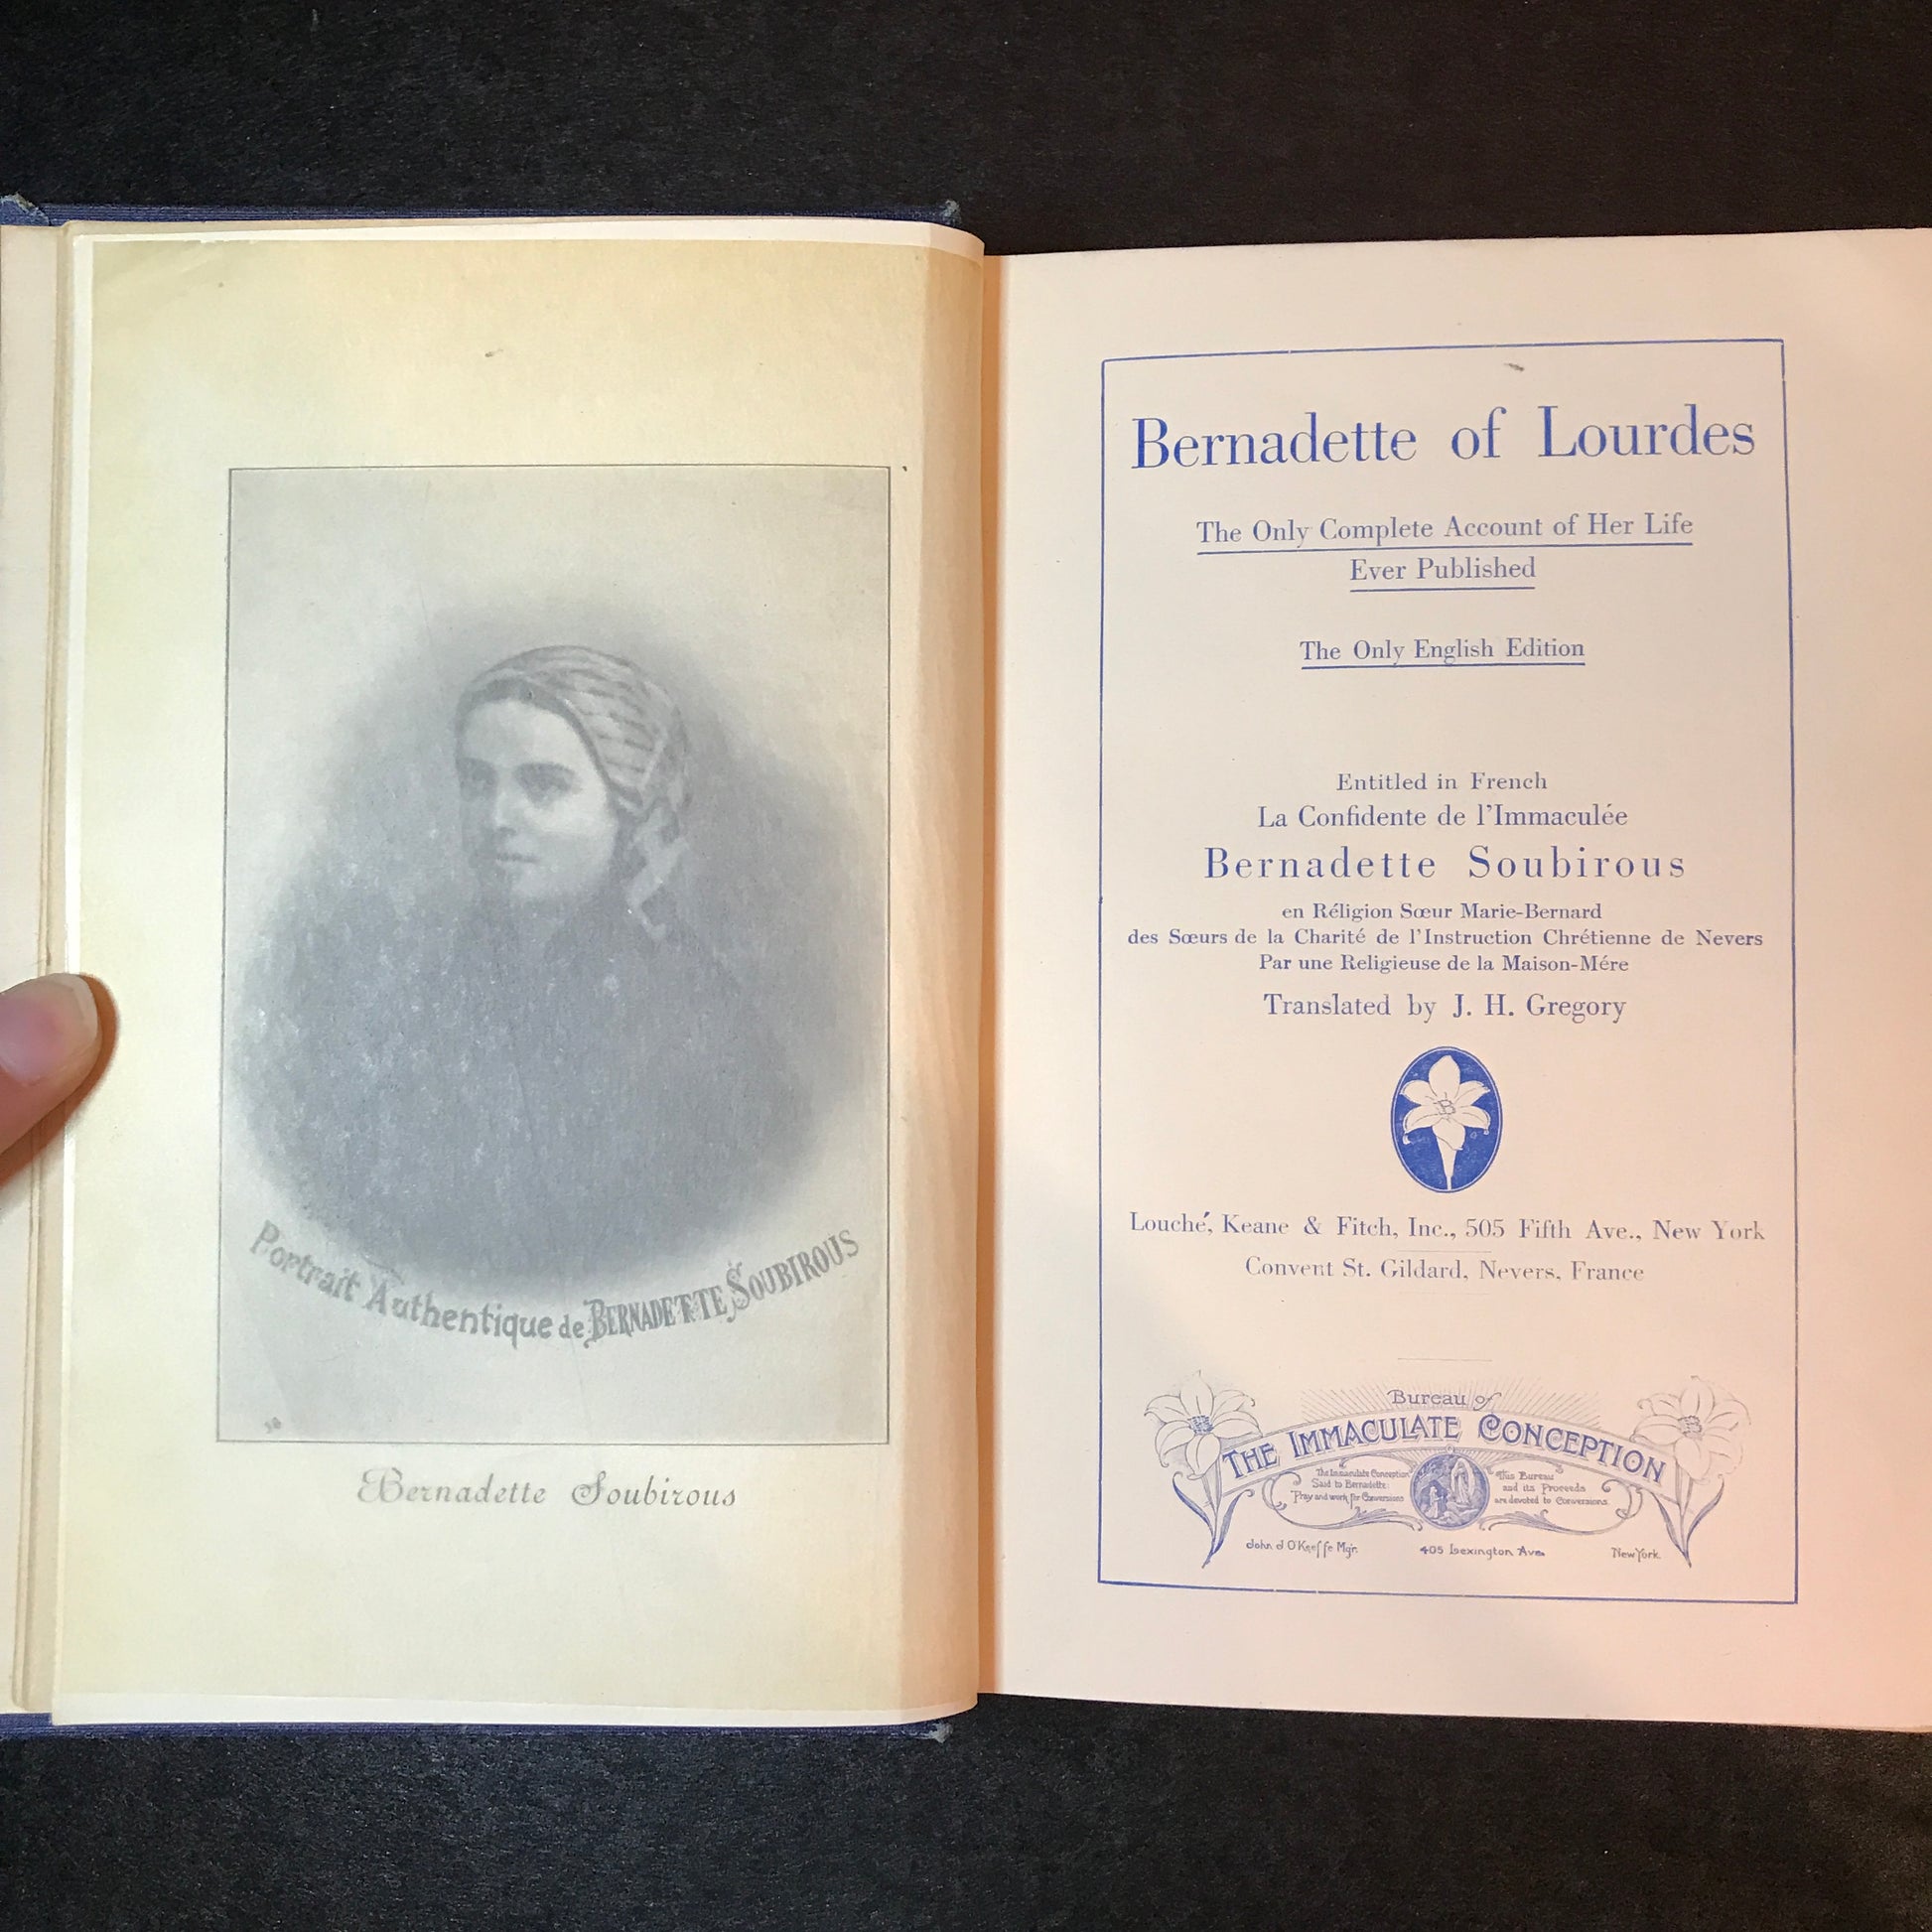 Portrait Authentique de BERNADETTE SOUBIROUS
Bernadette Soubirous
Bernadette of Lourdes
The Only Complete Account of Her Life
Ever Published
The Only English Edition
Entitled in French
La Confidente de l'Immaculée
Bernadette Soubirous
en Réligion Sœur Marie-Bernard
des Sœurs de la Charité de l'Instruction Chrétienne de Nevers
Par une Religieuse de la Maison-Mére
Translated by J. H. Gregory
B
Louché, Keane & Fitch, Inc., 505 Fifth Ave., New York
Convent St. Gildard, Nevers, France
Bureau of
THE IMMACULATE CONCEPTION
The Immaculate Conception
Said to Bernadette:
Pray and work for Conversions
This Bureau
and its Proceeds
are devoted to Conversions.
John J O'Keeffe Mgr.
405 Lexington Ave.
New York.